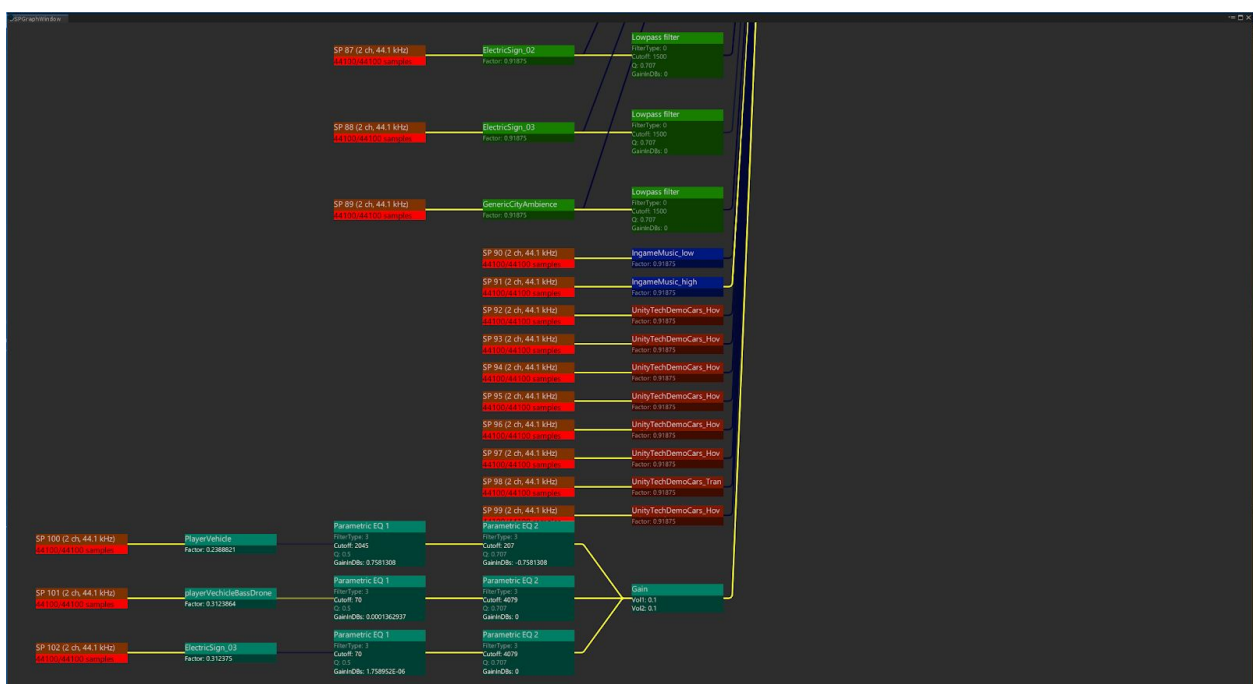 DSPGraphWindow
SP 87 (2 ch, 44.1 kHz)
44100/44100 samples
ElectricSign_02
Factor: 0.91875
Lowpass filter
FilterType: 0
Cutoff: 1500
Q: 0.707
GainInDBs: 0
SP 88 (2 ch, 44.1 kHz)
44100/44100 samples
ElectricSign_03
Factor: 0.91875
Lowpass filter
FilterType: 0
Cutoff: 1500
Q: 0.707
GainInDBs: 0
SP 89 (2 ch, 44.1 kHz)
44100/44100 samples
GenericCityAmbience
Factor: 0.91875
Lowpass filter
FilterType: 0
Cutoff: 1500
Q: 0.707
GainInDBs: 0
SP 90 (2 ch, 44.1 kHz)
44100/44100 samples
IngameMusic_low
Factor: 0.91875
SP 91 (2 ch, 44.1 kHz)
44100/44100 samples
IngameMusic_high
Factor: 0.91875
SP 92 (2 ch, 44.1 kHz)
44100/44100 samples
UnityTechDemoCars_Hov
Factor: 0.91875
SP 93 (2 ch, 44.1 kHz)
44100/44100 samples
UnityTechDemoCars_Hov
Factor: 0.91875
SP 94 (2 ch, 44.1 kHz)
44100/44100 samples
UnityTechDemoCars_Hov
Factor: 0.91875
SP 95 (2 ch, 44.1 kHz)
44100/44100 samples
UnityTechDemoCars_Hov
Factor: 0.91875
SP 96 (2 ch, 44.1 kHz)
44100/44100 samples
UnityTechDemoCars_Hov
Factor: 0.91875
SP 97 (2 ch, 44.1 kHz)
44100/44100 samples
UnityTechDemoCars_Hov
Factor: 0.91875
SP 98 (2 ch, 44.1 kHz)
44100/44100 samples
UnityTechDemoCars_Tran
Factor: 0.91875
SP 99 (2 ch, 44.1 kHz)
UnityTechDemoCars_Hov
Factor: 0.91875
SP 100 (2 ch, 44.1 kHz)
44100/44100 samples
PlayerVehicle
Factor: 0.2388621
Parametric EQ 1
FilterType: 3
Cutoff: 2045
Q: 0.5
GainInDBs: 0.7581308
Parametric EQ 2
FilterType: 3
Cutoff: 207
Q: 0.707
GainInDBs: -0.7581308
SP 101 (2 ch, 44.1 kHz)
44100/44100 samples
playerVechicleBassDrone
Factor: 0.3123864
Parametric EQ 1
FilterType: 3
Cutoff: 70
Q: 0.5
GainInDBs: 0.0001362937
Parametric EQ 2
FilterType: 3
Cutoff: 4079
Q: 0.707
GainInDBs: 0
Gain
Vol1: 0.1
Vol2: 0.1
SP 102 (2 ch, 44.1 kHz)
44100/44100 samples
ElectricSign_03
Factor: 0.312375
Parametric EQ 1
FilterType: 3
Cutoff: 70
Q: 0.5
GainInDBs: 1.758952E-06
Parametric EQ 2
FilterType: 3
Cutoff: 4079
Q: 0.707
GainInDBs: 0